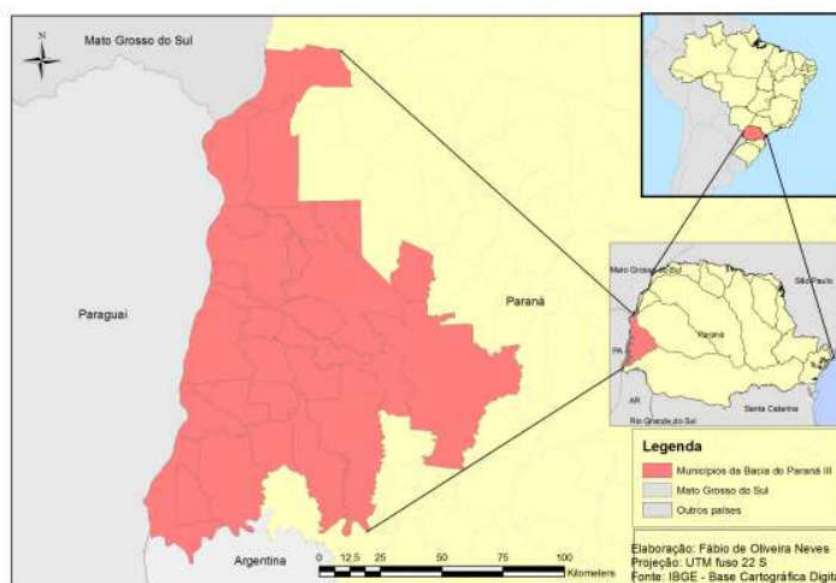 Mato Grosso do Sul
Paraguai
Paraná
Argentina
Mato Grosso do Sul
São Paulo
Paraná
PA
AR
Santa Catarina
Rio Grande do Sul
Legenda
Municípios da Bacia do Paraná III
Mato Grosso do Sul
Outros países
0 12,5 25 50 75 100
Kilometers
Elaboração: Fábio de Oliveira Neves
Projeção: UTM fuso 22 S
Fonte: IBGE - Base Cartográfica Digital